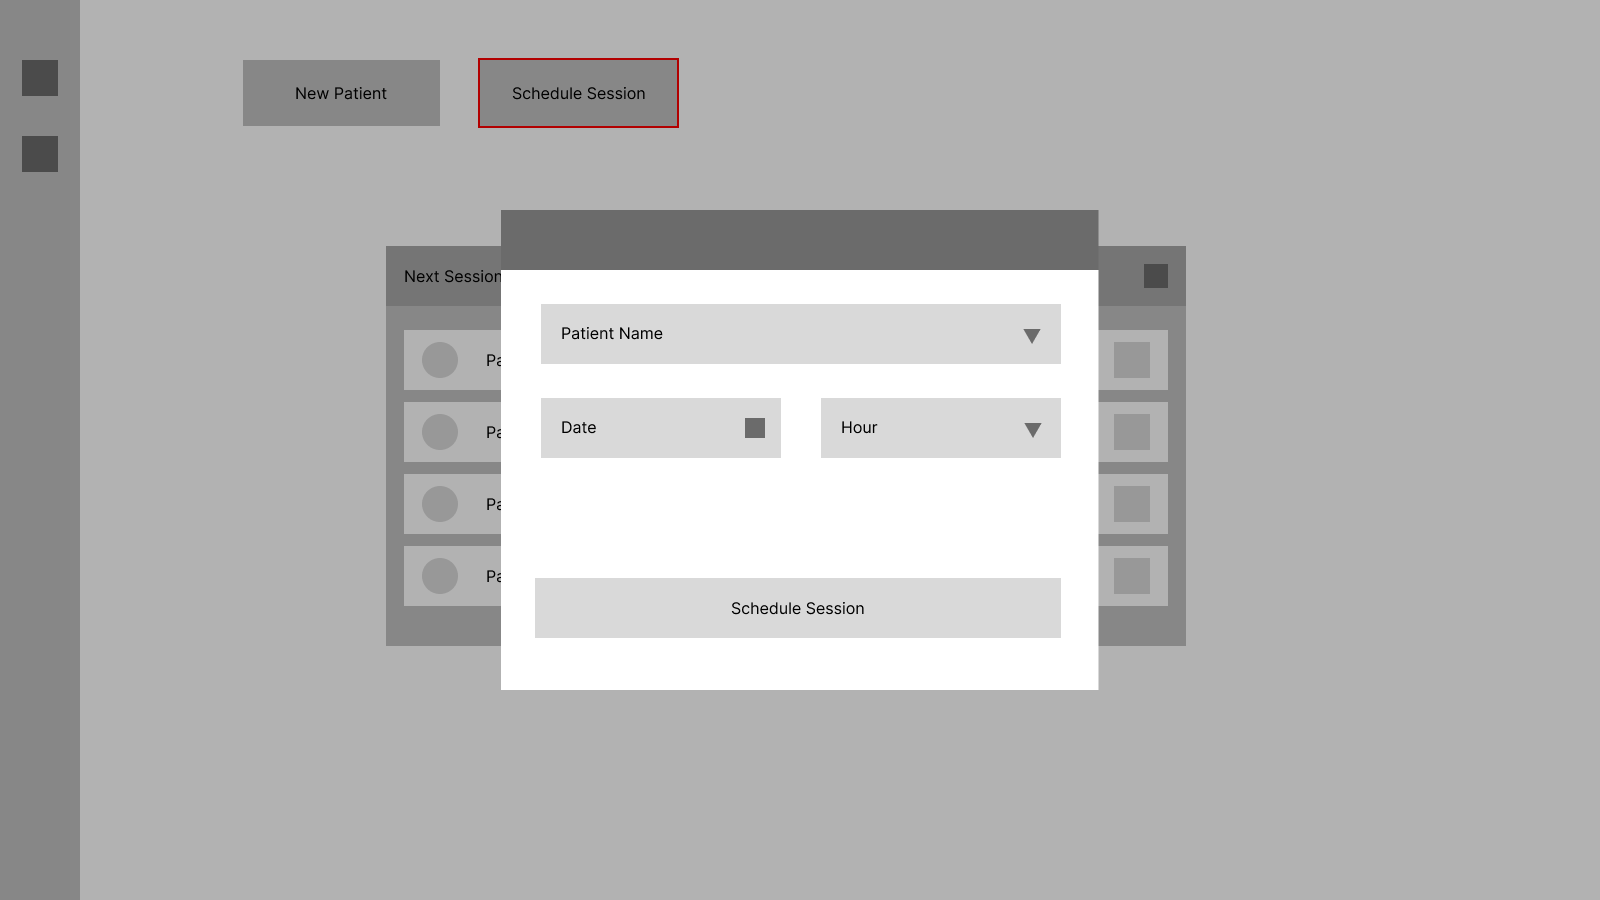 New Patient
Schedule Session
Next Session
Patient Name
Date
Hour
Schedule Session
Pa
Pa
Pa
Pa